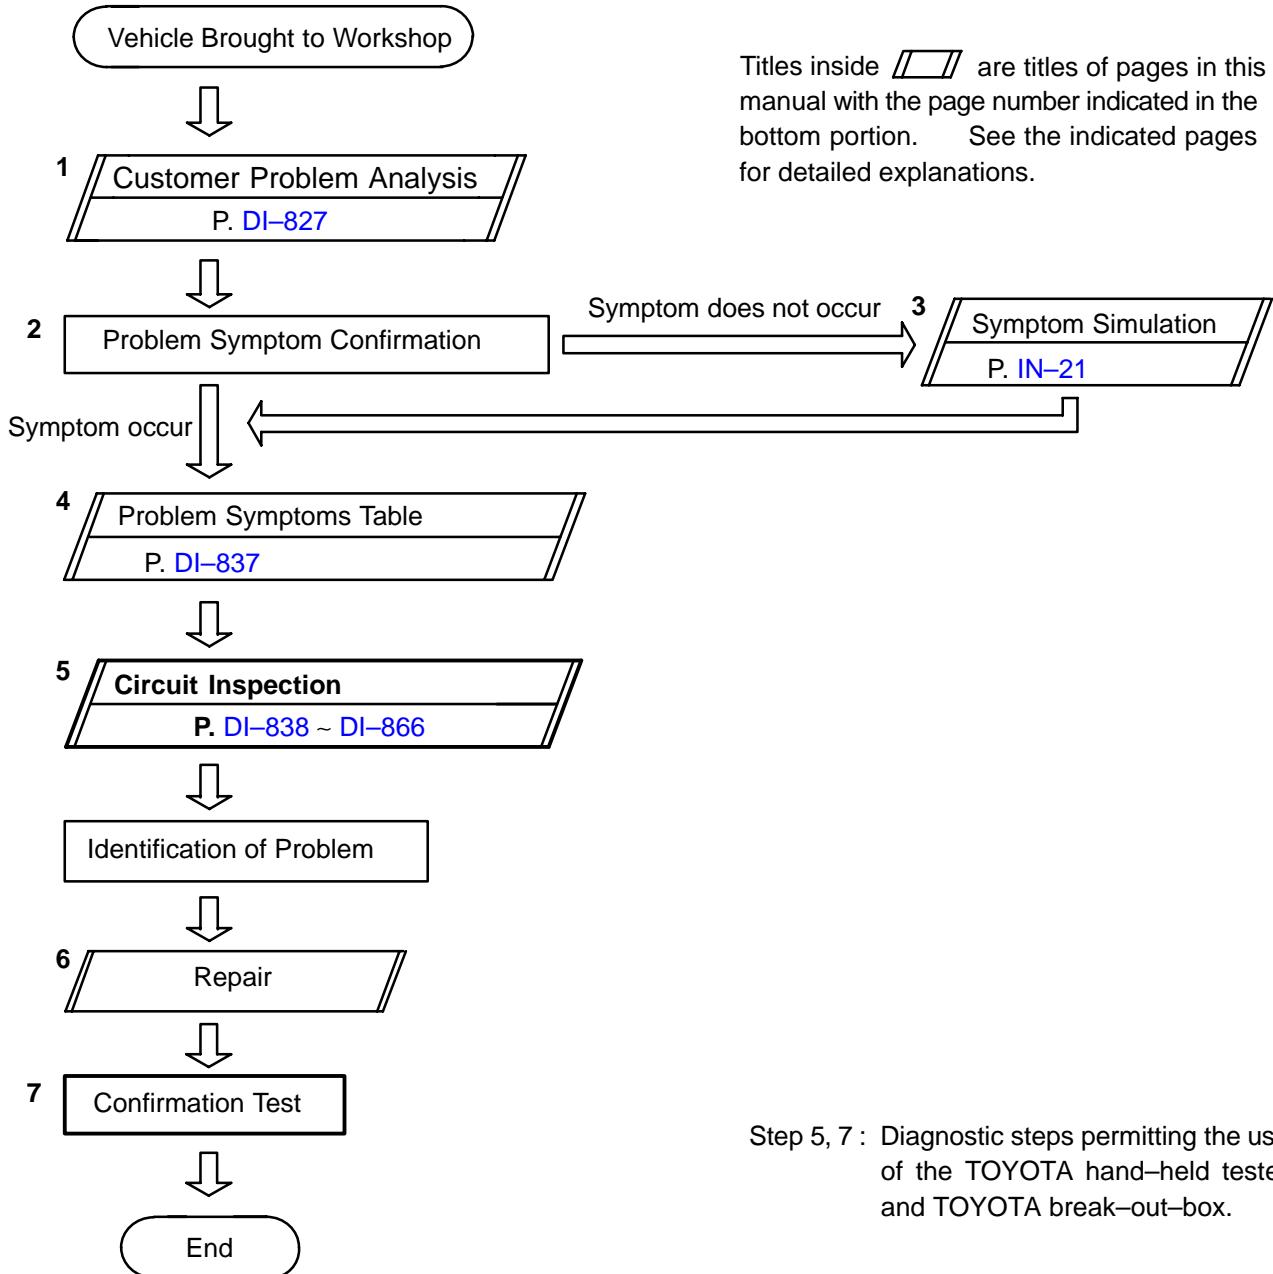 Vehicle Brought to Workshop
Titles inside are titles of pages in this
manual with the page number indicated in the
bottom portion. See the indicated pages
for detailed explanations.
1
Customer Problem Analysis
P. DI–827
2
Problem Symptom Confirmation
Symptom does not occur
3
Symptom Simulation
P. IN–21
Symptom occur
4
Problem Symptoms Table
P. DI–837
5
Circuit Inspection
P. DI–838 ~ DI–866
Identification of Problem
6
Repair
7
Confirmation Test
Step 5, 7 : Diagnostic steps permitting the us
of the TOYOTA hand–held teste
and TOYOTA break–out–box.
End